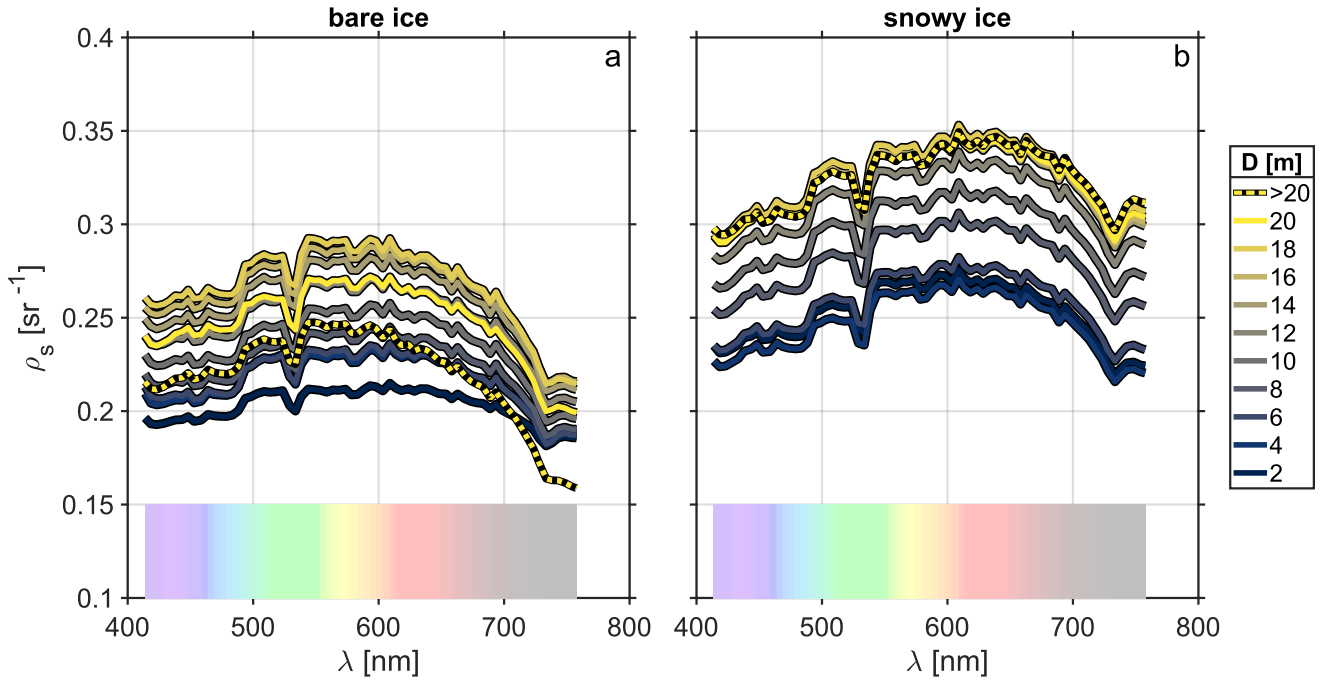 bare ice
a
0.4
0.35
0.3
0.25
0.2
0.15
0.1
ρs [sr-1]
400 500 600 700 800
λ [nm]
snowy ice
b
400 500 600 700 800
λ [nm]
D [m]
>20
20
18
16
14
12
10
8
6
4
2